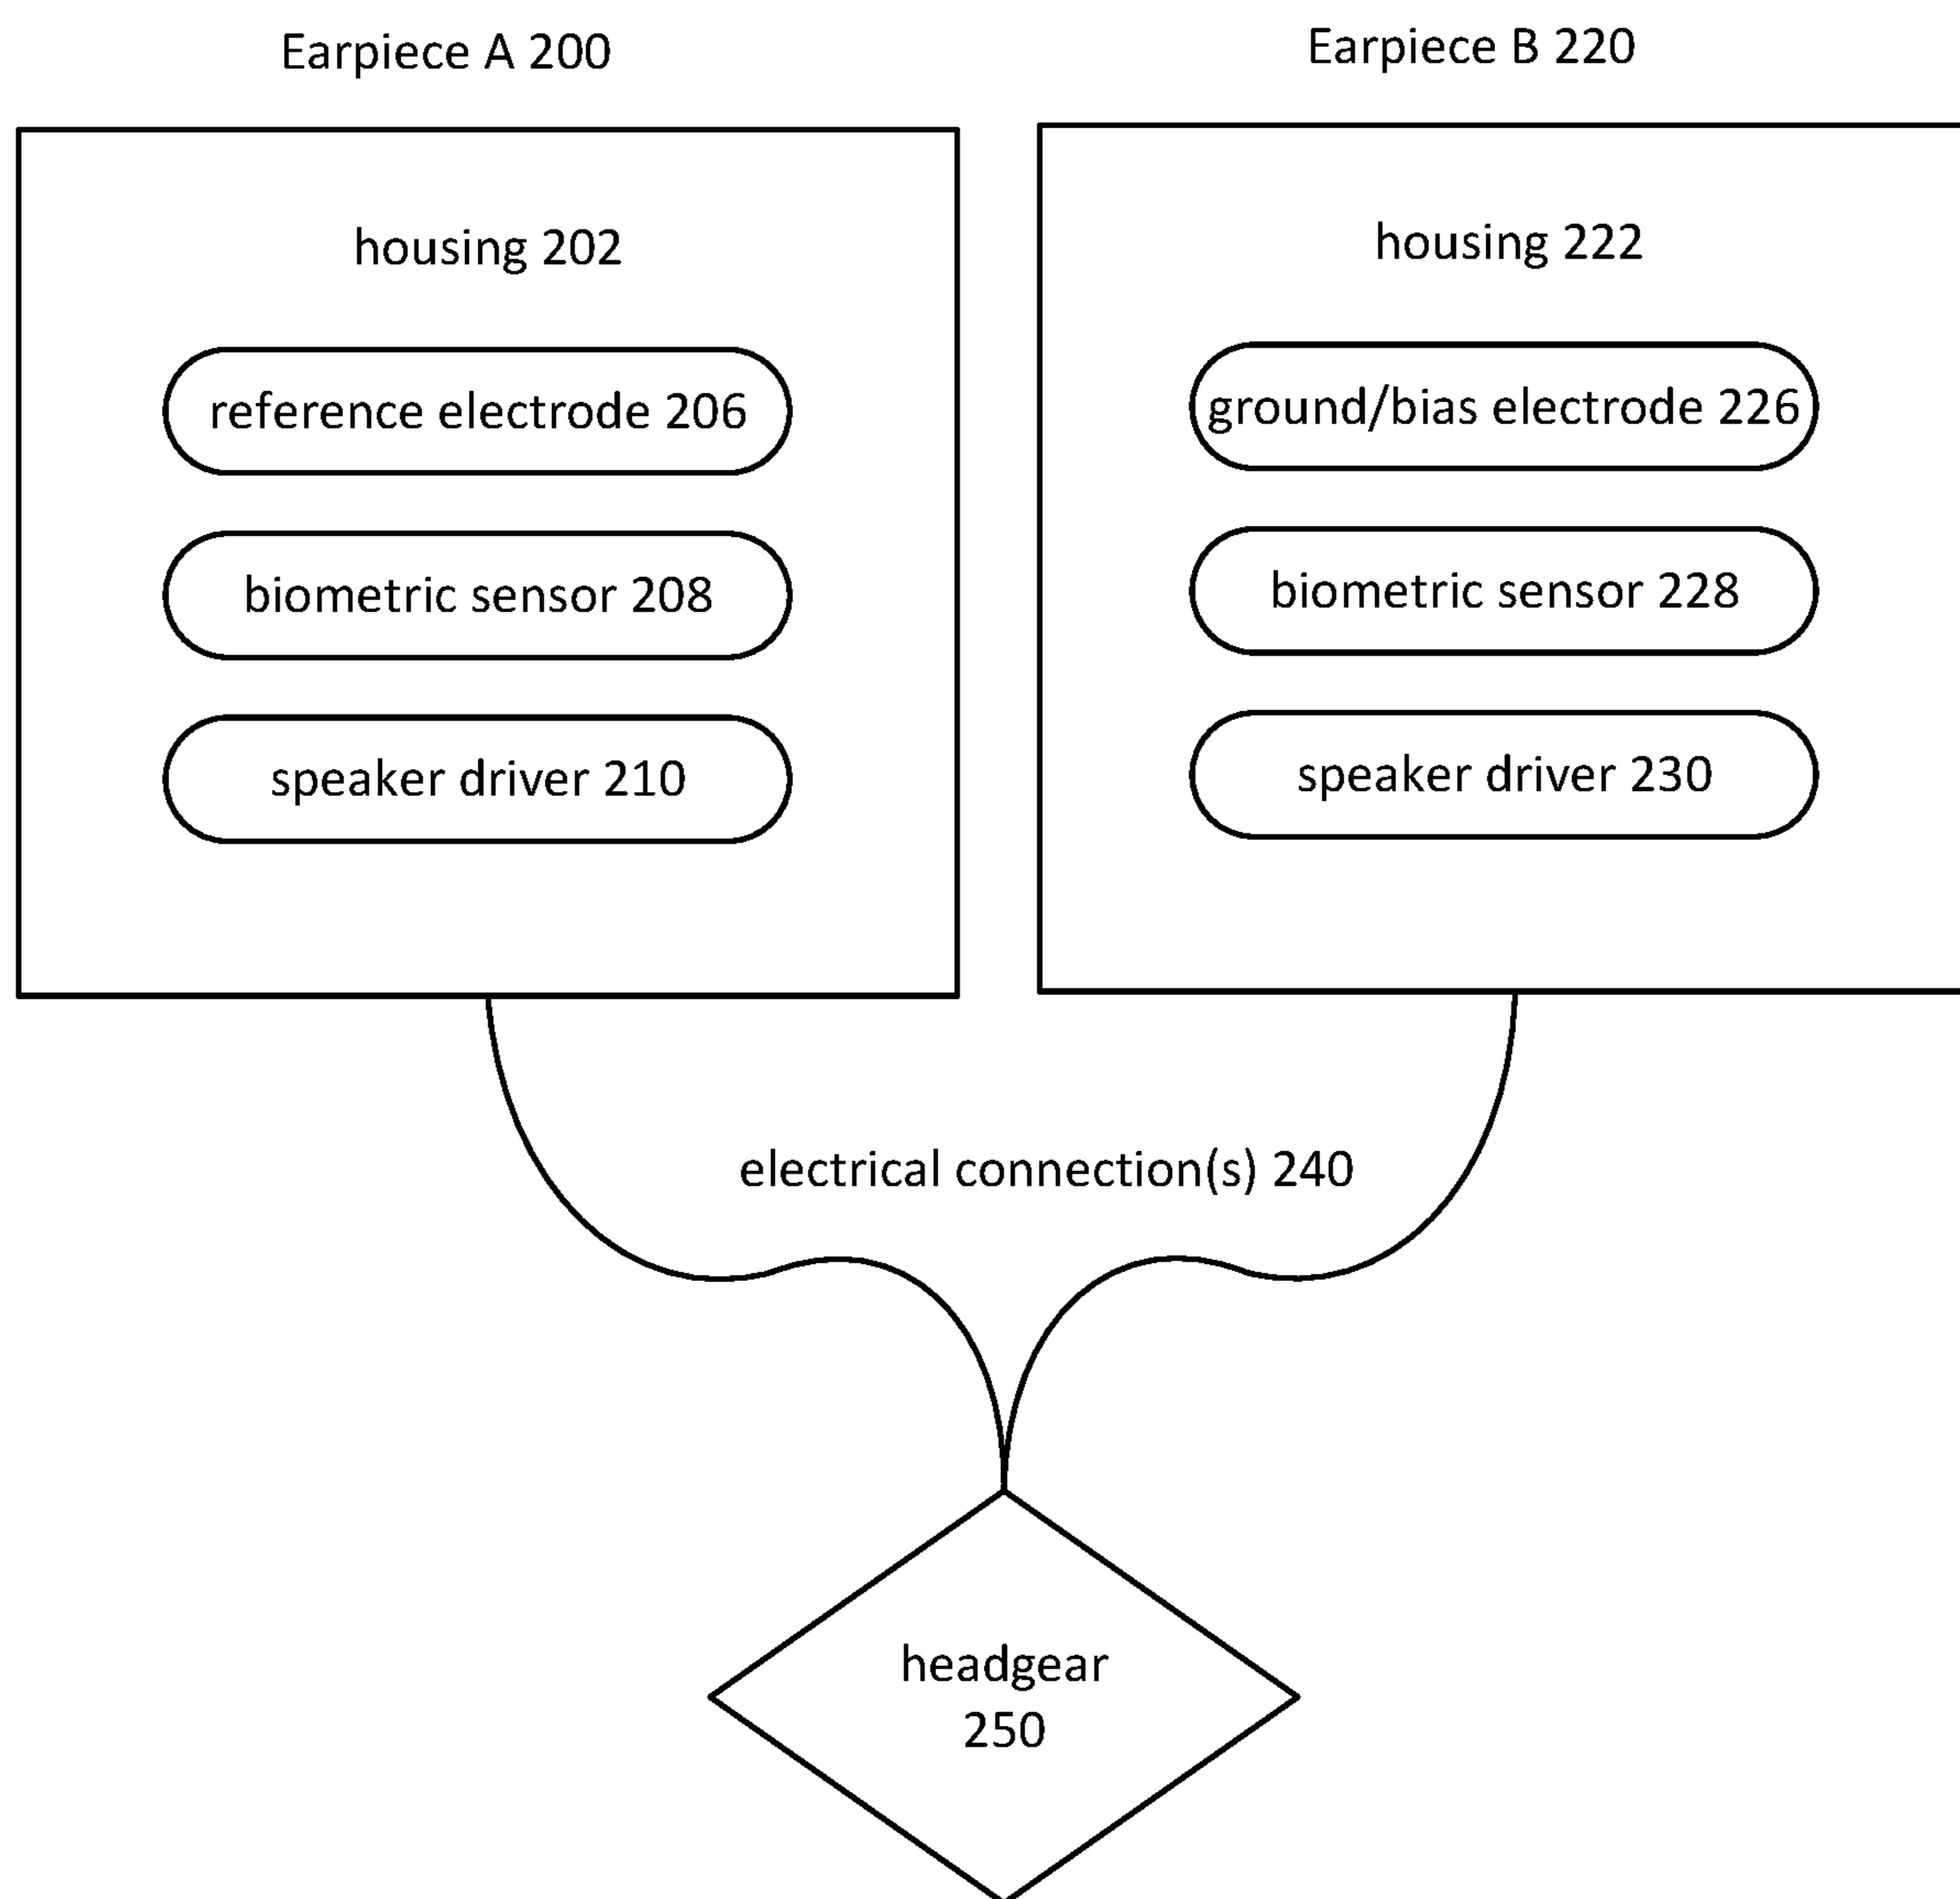 Earpiece A 200
Earpiece B 220
housing 202
reference electrode 206
biometric sensor 208
speaker driver 210
housing 222
ground/bias electrode 226
biometric sensor 228
speaker driver 230
electrical connection(s) 240
headgear
250